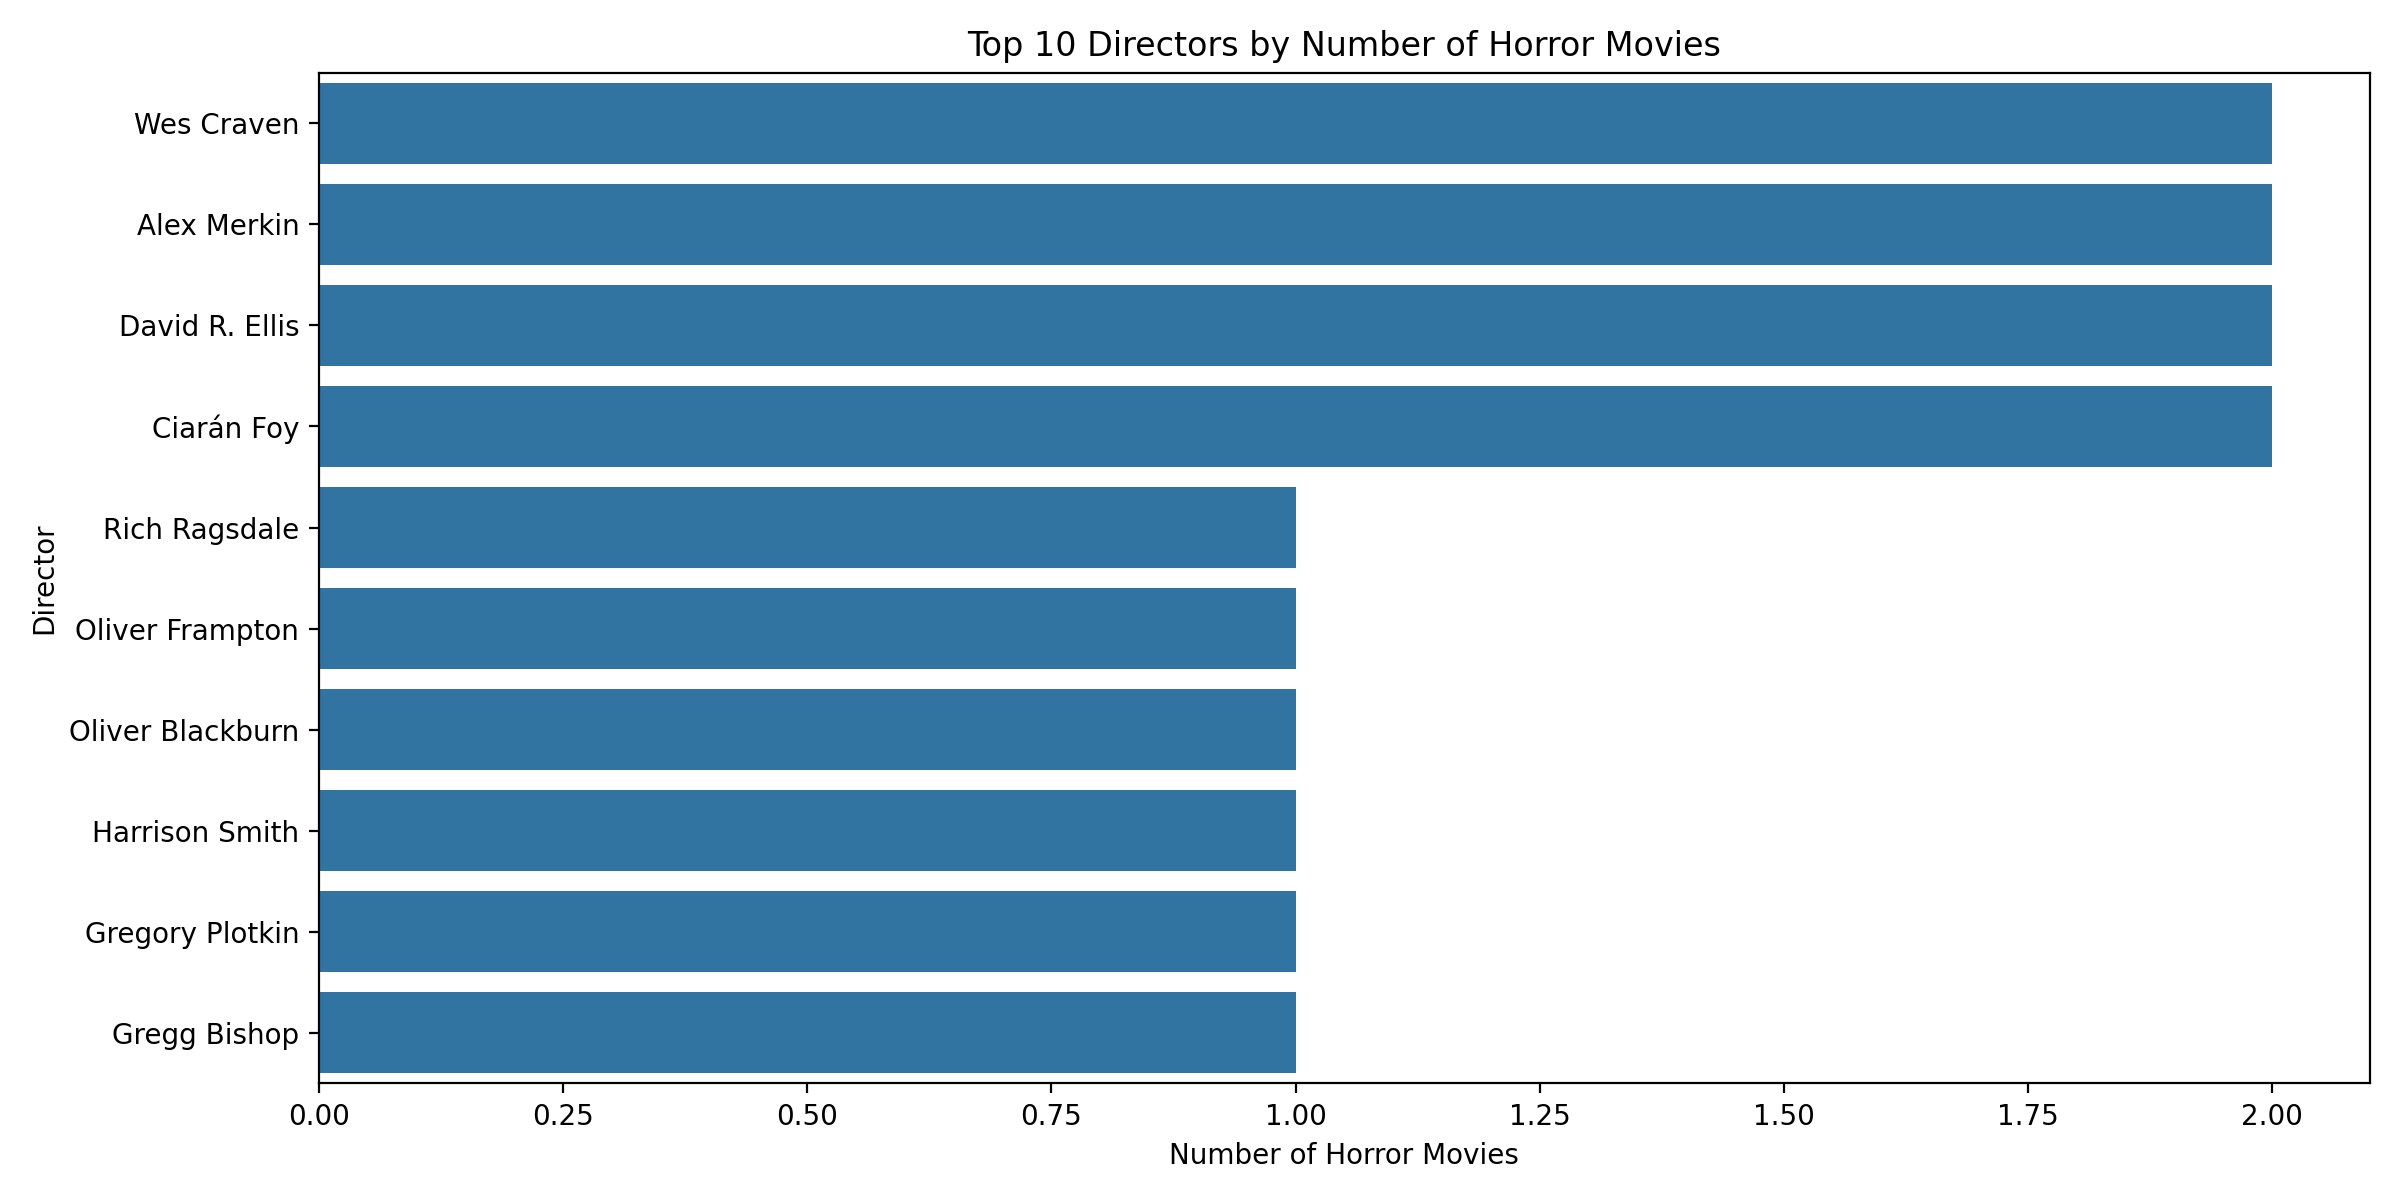 Top 10 Directors by Number of Horror Movies
Director
Wes Craven
Alex Merkin
David R. Ellis
Ciarán Foy
Rich Ragsdale
Oliver Frampton
Oliver Blackburn
Harrison Smith
Gregory Plotkin
Gregg Bishop
0.00 0.25 0.50 0.75 1.00 1.25 1.50 1.75 2.00
Number of Horror Movies